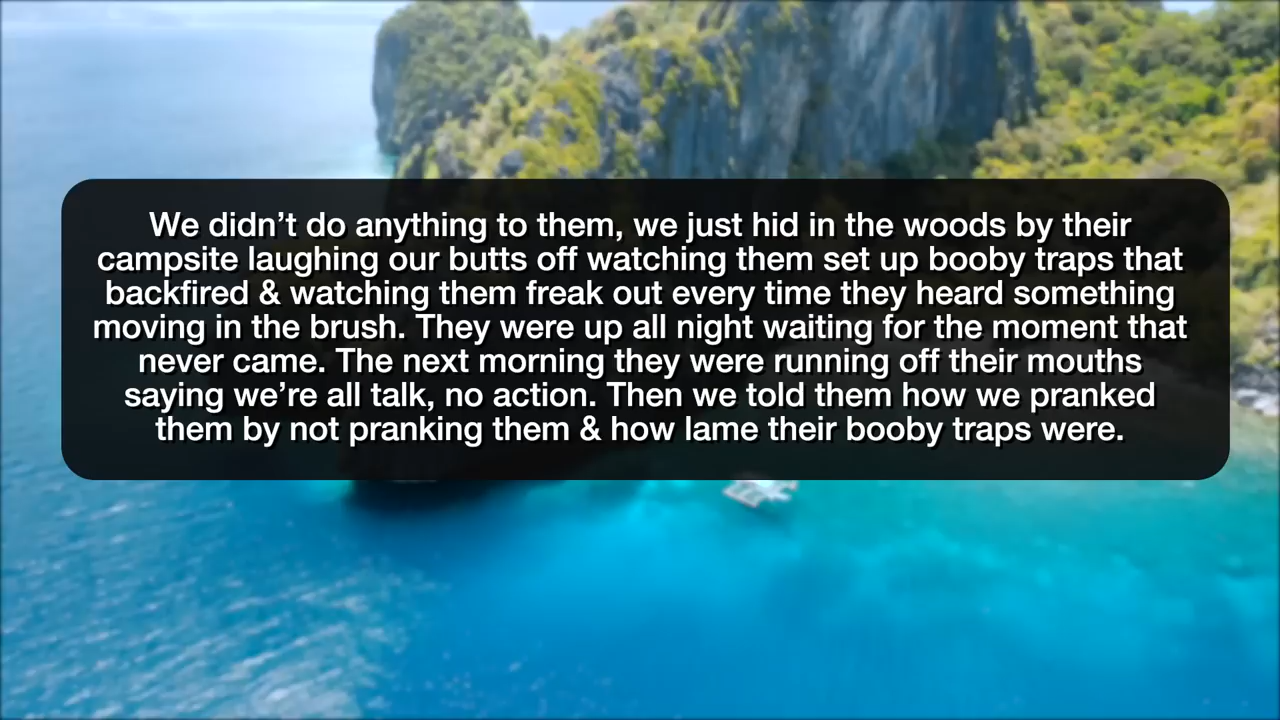 We didn’t do anything to them, we just hid in the woods by their
campsite laughing our butts off watching them set up booby traps that
backfired & watching them freak out every time they heard something
moving in the brush. They were up all night waiting for the moment that
never came. The next morning they were running off their mouths
saying we’re all talk, no action. Then we told them how we pranked
them by not pranking them & how lame their booby traps were.